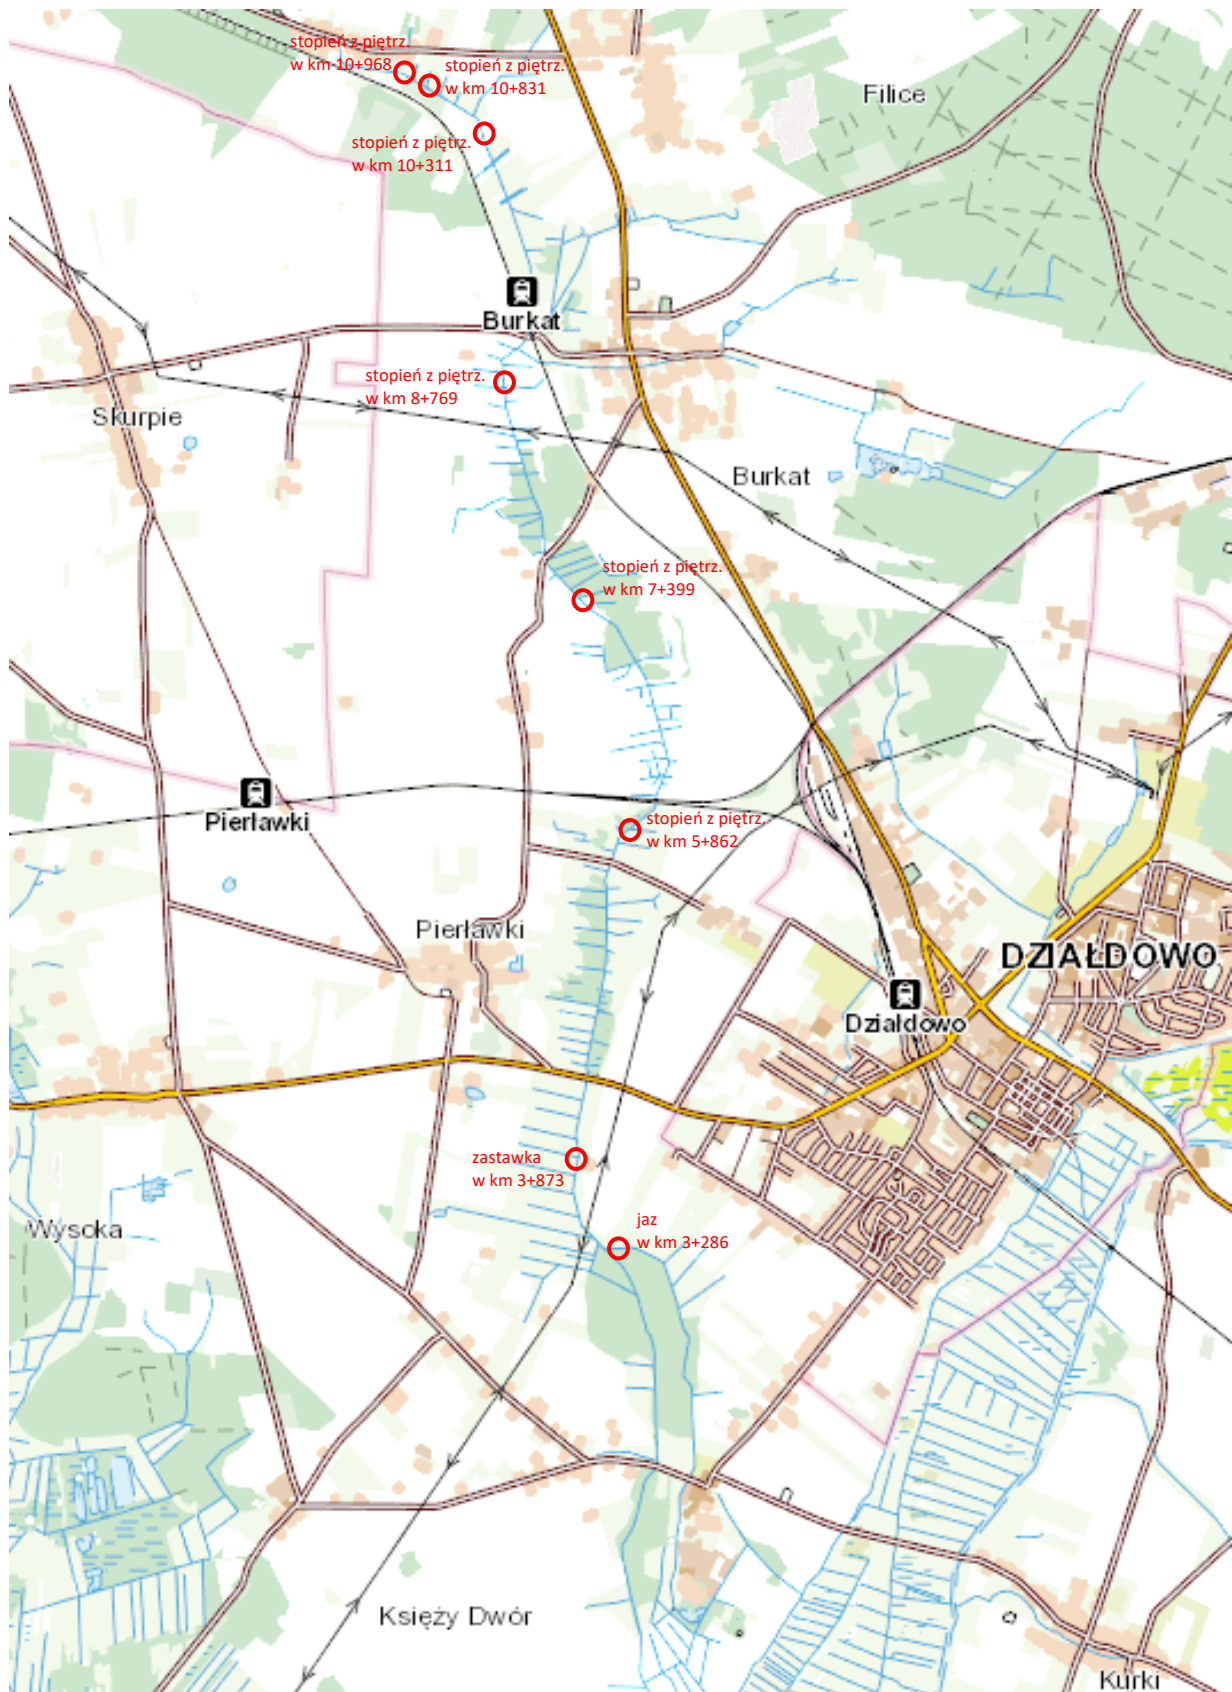 stopień z piętrz.
w km 10+968
stopień z piętrz.
w km 10+831
Filice
stopień z piętrz.
w km 10+311
Burkat
stopień z piętrz.
w km 8+769
Skurpie
Burkat
stopień z piętrz.
w km 7+399
Pierławki
stopień z piętrz.
w km 5+862
Pierławki
DZIAŁDOWO
Działdowo
zastawka
w km 3+873
jaz
w km 3+286
Wysoka
Księży Dwór
Kurki